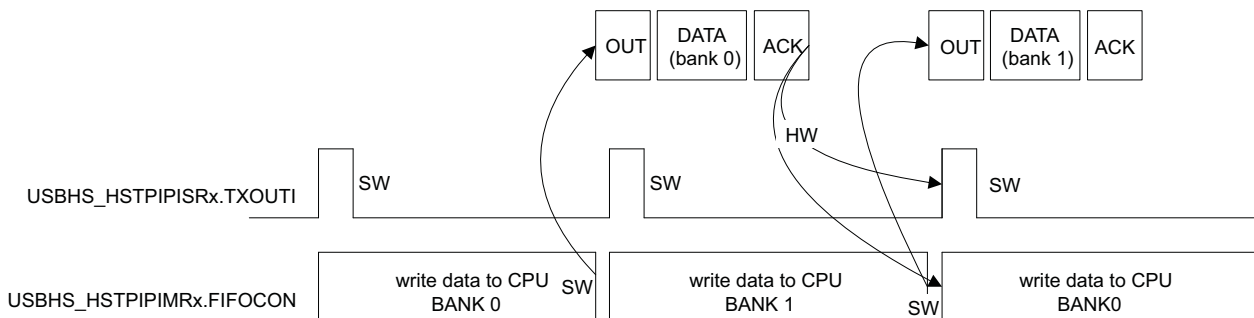 OUT
DATA
(bank 0)
ACK
OUT
DATA
(bank 1)
ACK
HW
USBHS_HSTPIPISRx.TXOUTI
SW
SW
SW
USBHS_HSTPIPIMRx.FIFOCON
write data to CPU
BANK 0
SW
write data to CPU
BANK 1
SW
write data to CPU
BANK0